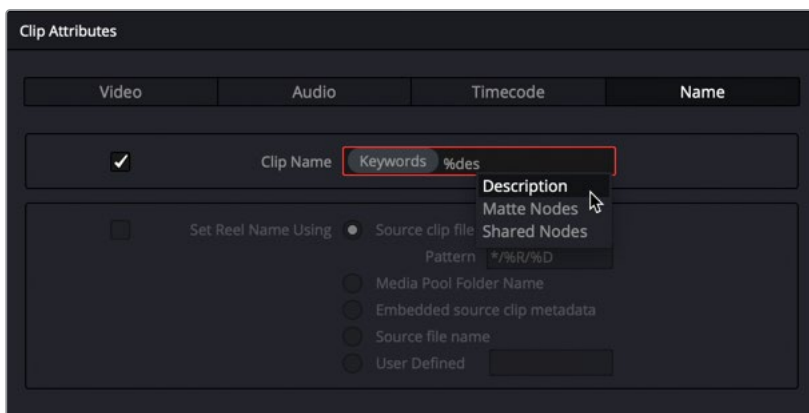 Clip Attributes
Video Audio Timecode Name
Clip Name Keywords %des
Description
Matte Nodes
Shared Nodes
Set Reel Name Using Source clip file
Pattern */%R/%D
Media Pool Folder Name
Embedded source clip metadata
Source file name
User Defined